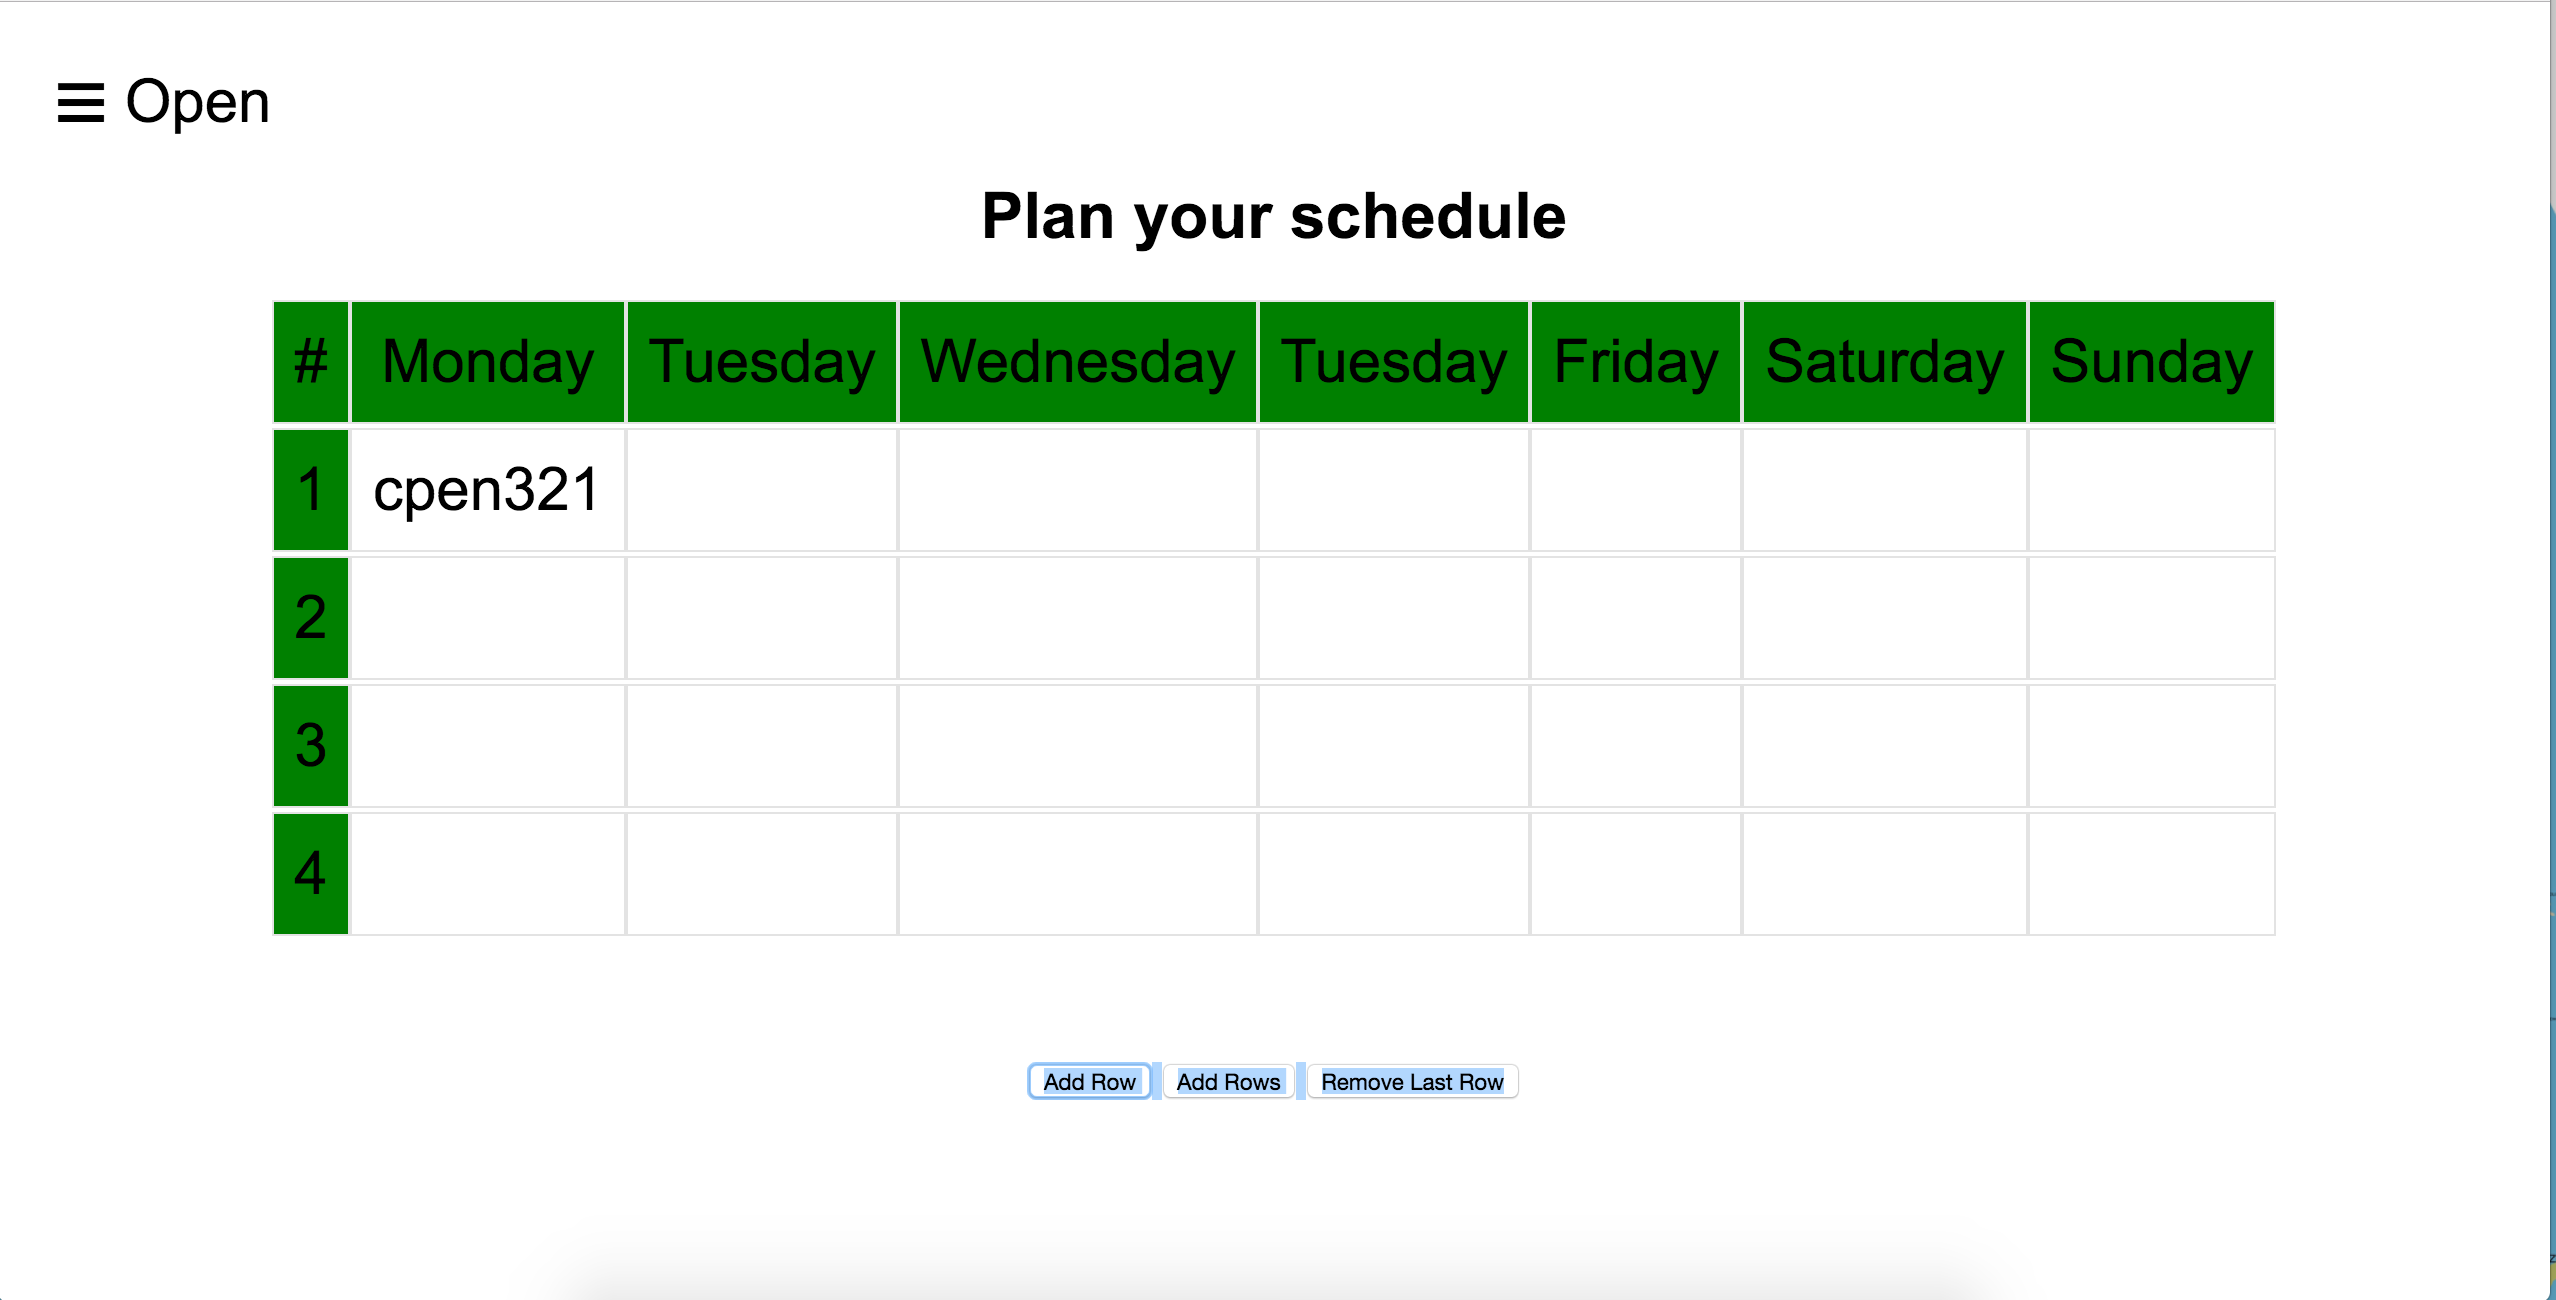 Open
Plan your schedule
# Monday Tuesday Wednesday Tuesday Friday Saturday Sunday
1 cpen321
2
3
4
Add Row Add Rows Remove Last Row